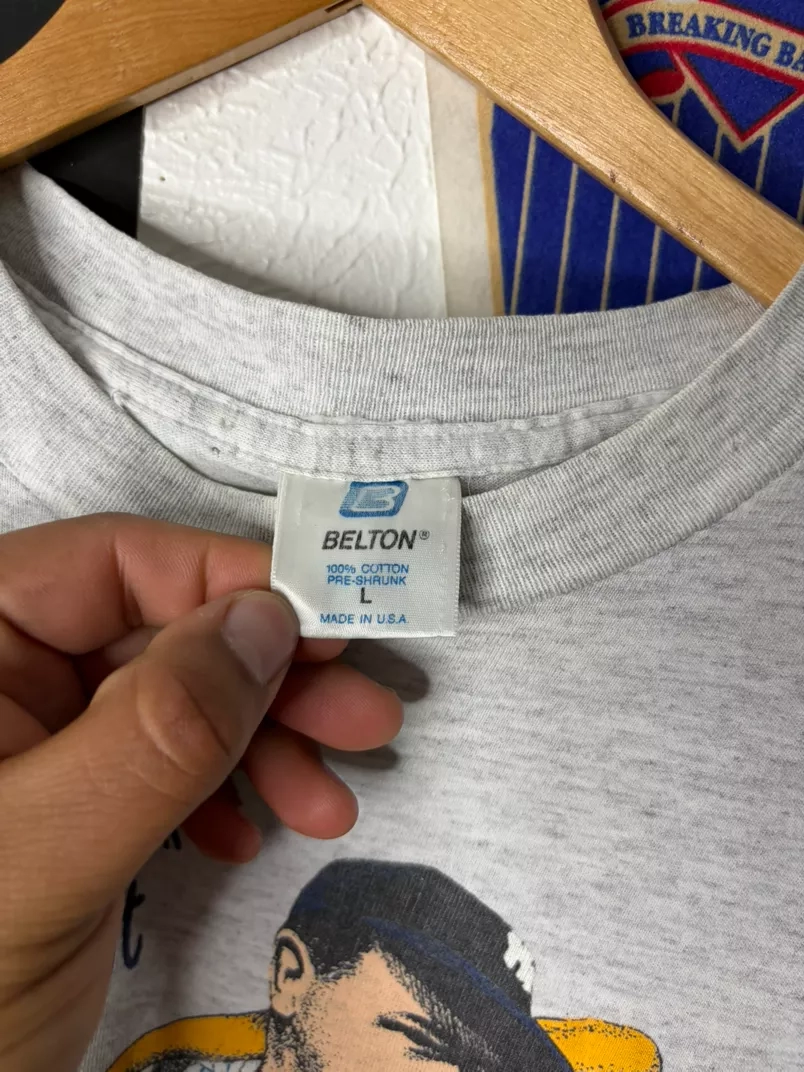 BREAKING BA
B
BELTON®
100% COTTON
PRE-SHRUNK
L
MADE IN U.S.A.